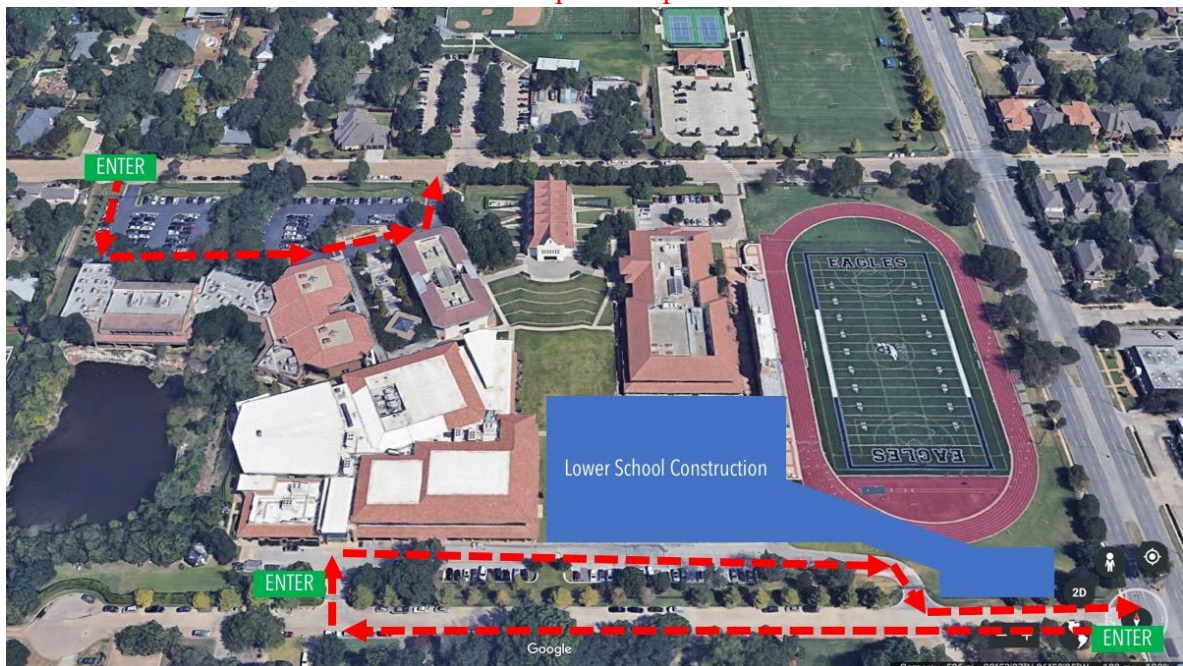 ENTER
EAGLES
Lower School Construction
EAGLES
ENTER
2D
Google
ENTER